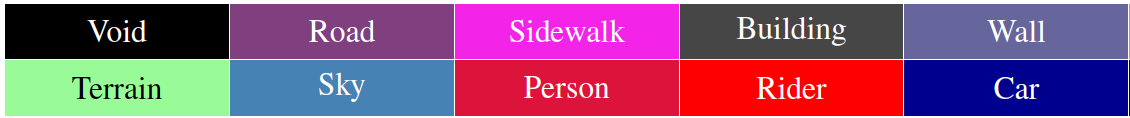 Void Road Sidewalk Building Wall
Terrain Sky Person Rider Car